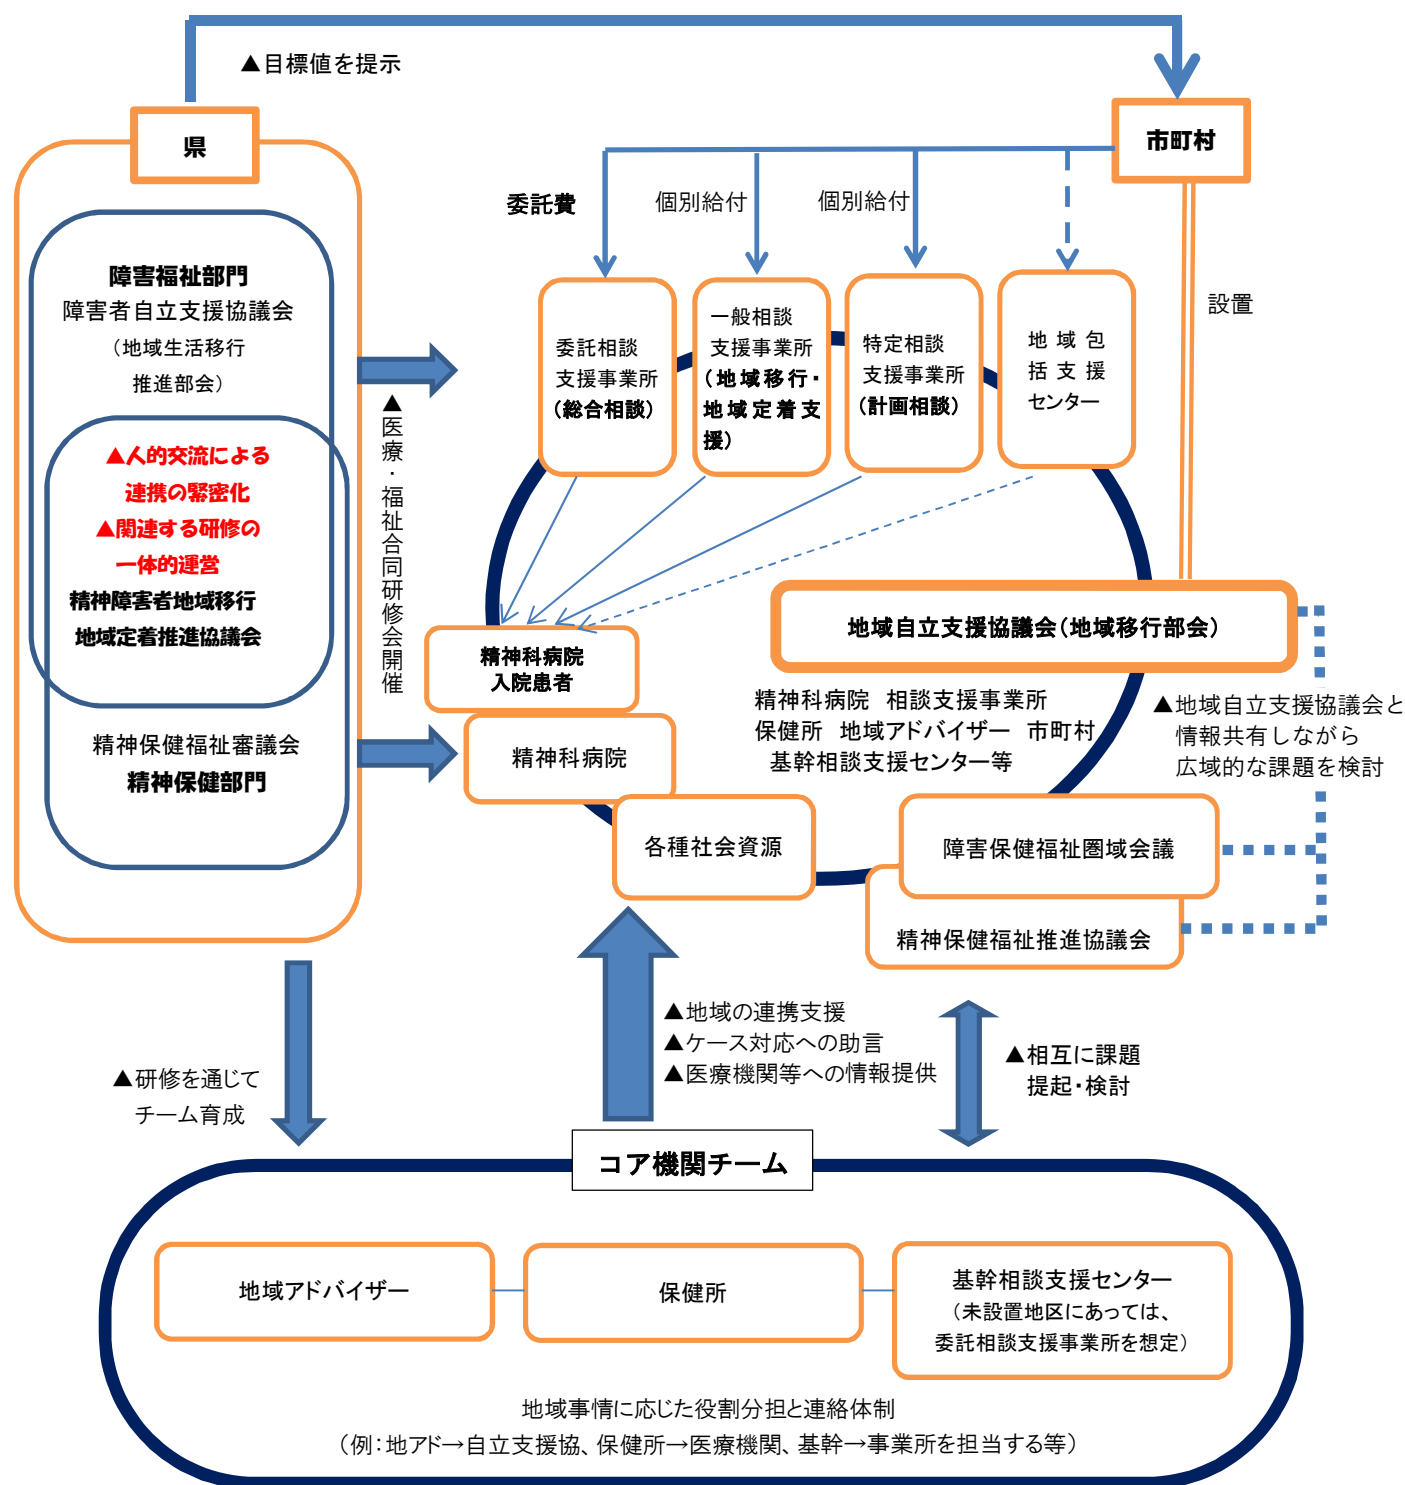 ▲目標値を提示
県
市町村
委託費
個別給付
個別給付
設置
障害福祉部門
障害者自立支援協議会
（地域生活移行
推進部会）
▲人的交流による
連携の緊密化
▲関連する研修の
一体的運営
精神障害者地域移行
地域定着推進協議会
精神保健福祉審議会
精神保健部門
▲医療・福祉合同研修会開催
委託相談
支援事業所
（総合相談）
一般相談
支援事業所
（地域移行・
地域定着支
援）
特定相談
支援事業所
（計画相談）
地域包
括支援
センター
精神科病院
入院患者
精神科病院
各種社会資源
地域自立支援協議会（地域移行部会）
精神科病院　相談支援事業所
保健所　地域アドバイザー　市町村
基幹相談支援センター等
▲地域自立支援協議会と
情報共有しながら
広域的な課題を検討
障害保健福祉圏域会議
精神保健福祉推進協議会
▲研修を通じて
チーム育成
▲地域の連携支援
▲ケース対応への助言
▲医療機関等への情報提供
▲相互に課題
提起・検討
コア機関チーム
地域アドバイザー
保健所
基幹相談支援センター
（未設置地区にあっては、
委託相談支援事業所を想定）
地域事情に応じた役割分担と連絡体制
（例：地アド→自立支援協、保健所→医療機関、基幹→事業所を担当する等）